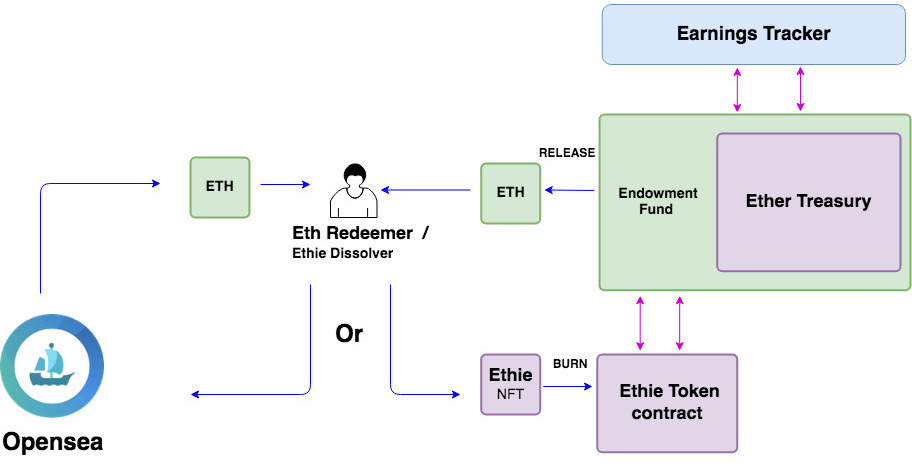 Earnings Tracker
RELEASE
ETH
ETH
Endowment
Fund
Ether Treasury
Eth Redeemer /
Ethie Dissolver
Or
Ethie
NFT
BURN
Ethie Token
contract
Opensea